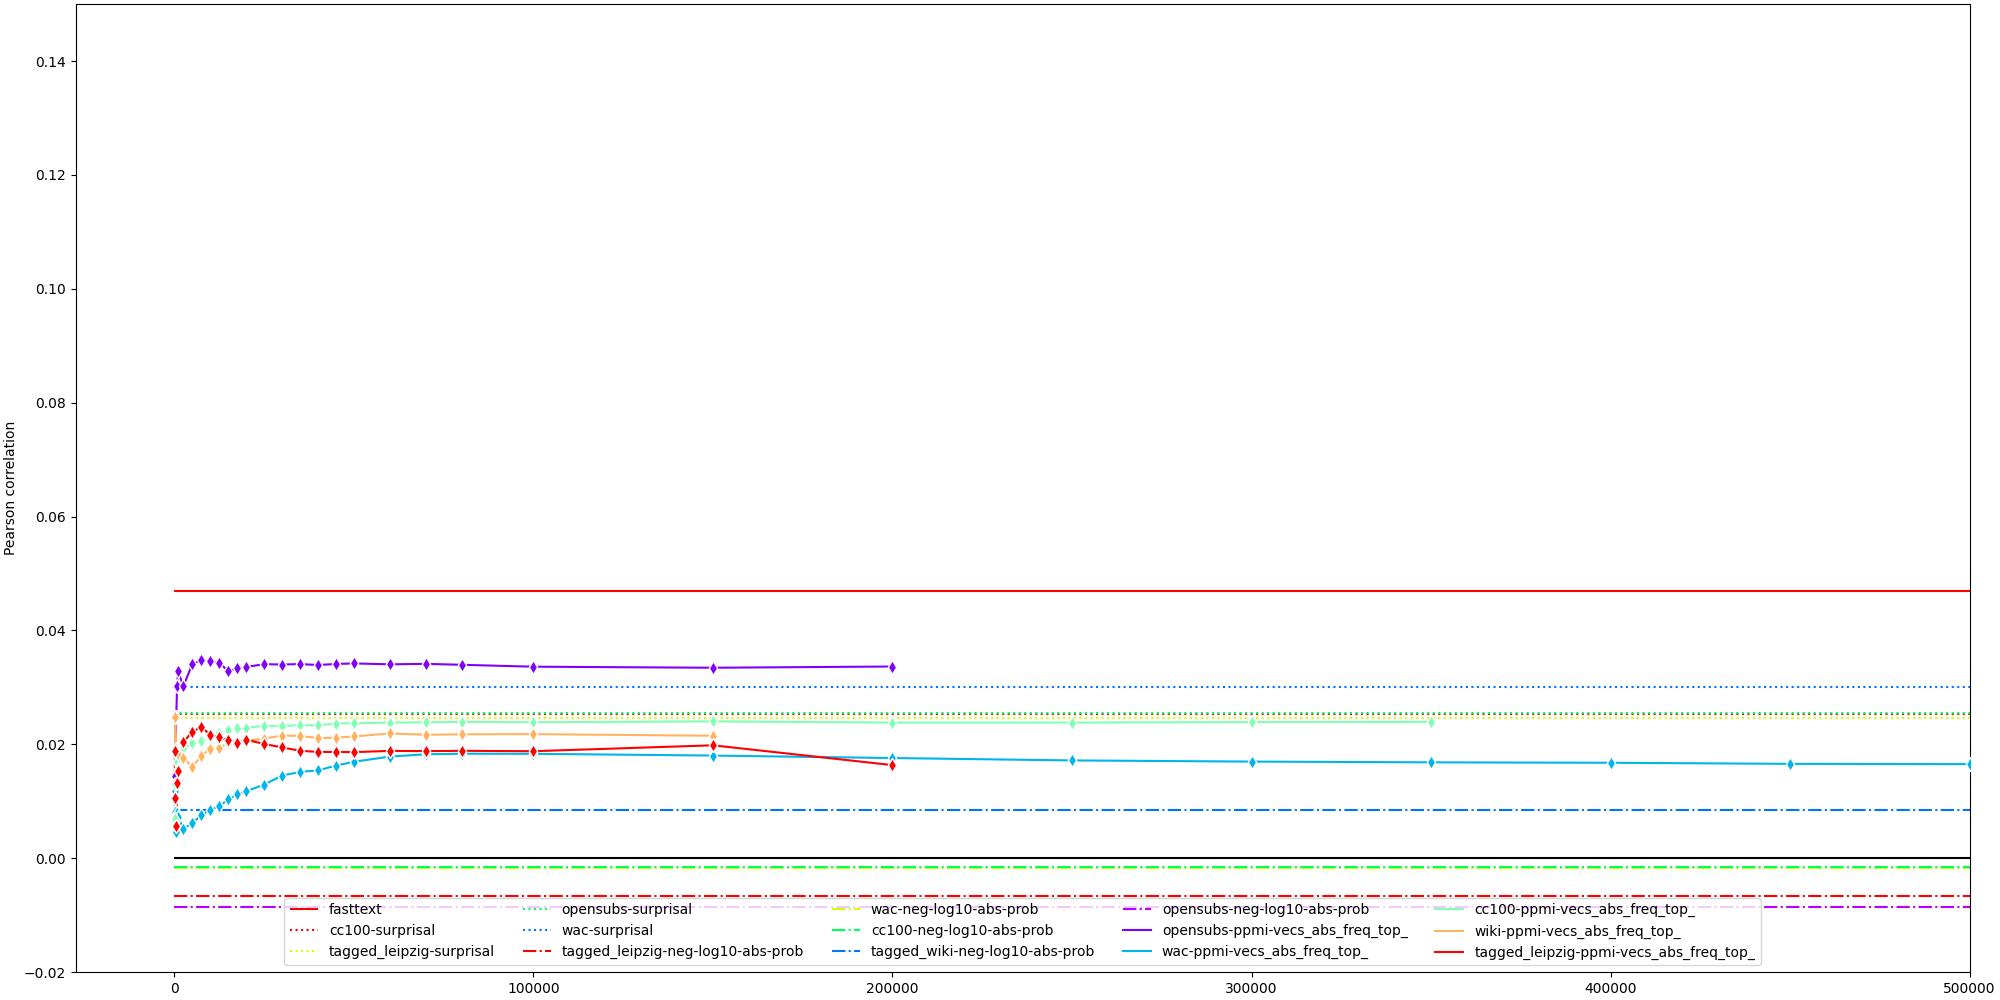 0.14
0.12
0.10
0.08
0.06
0.04
0.02
0.00
−0.02
Pearson correlation
0
100000
200000
300000
400000
500000
fasttext
cc100-surprisal
tagged_leipzig-surprisal
opensubs-surprisal
wac-surprisal
tagged_leipzig-neg-log10-abs-prob
wac-neg-log10-abs-prob
cc100-neg-log10-abs-prob
tagged_wiki-neg-log10-abs-prob
opensubs-neg-log10-abs-prob
opensubs-ppmi-vecs_abs_freq_top_
wac-ppmi-vecs_abs_freq_top_
cc100-ppmi-vecs_abs_freq_top_
wiki-ppmi-vecs_abs_freq_top_
tagged_leipzig-ppmi-vecs_abs_freq_top_